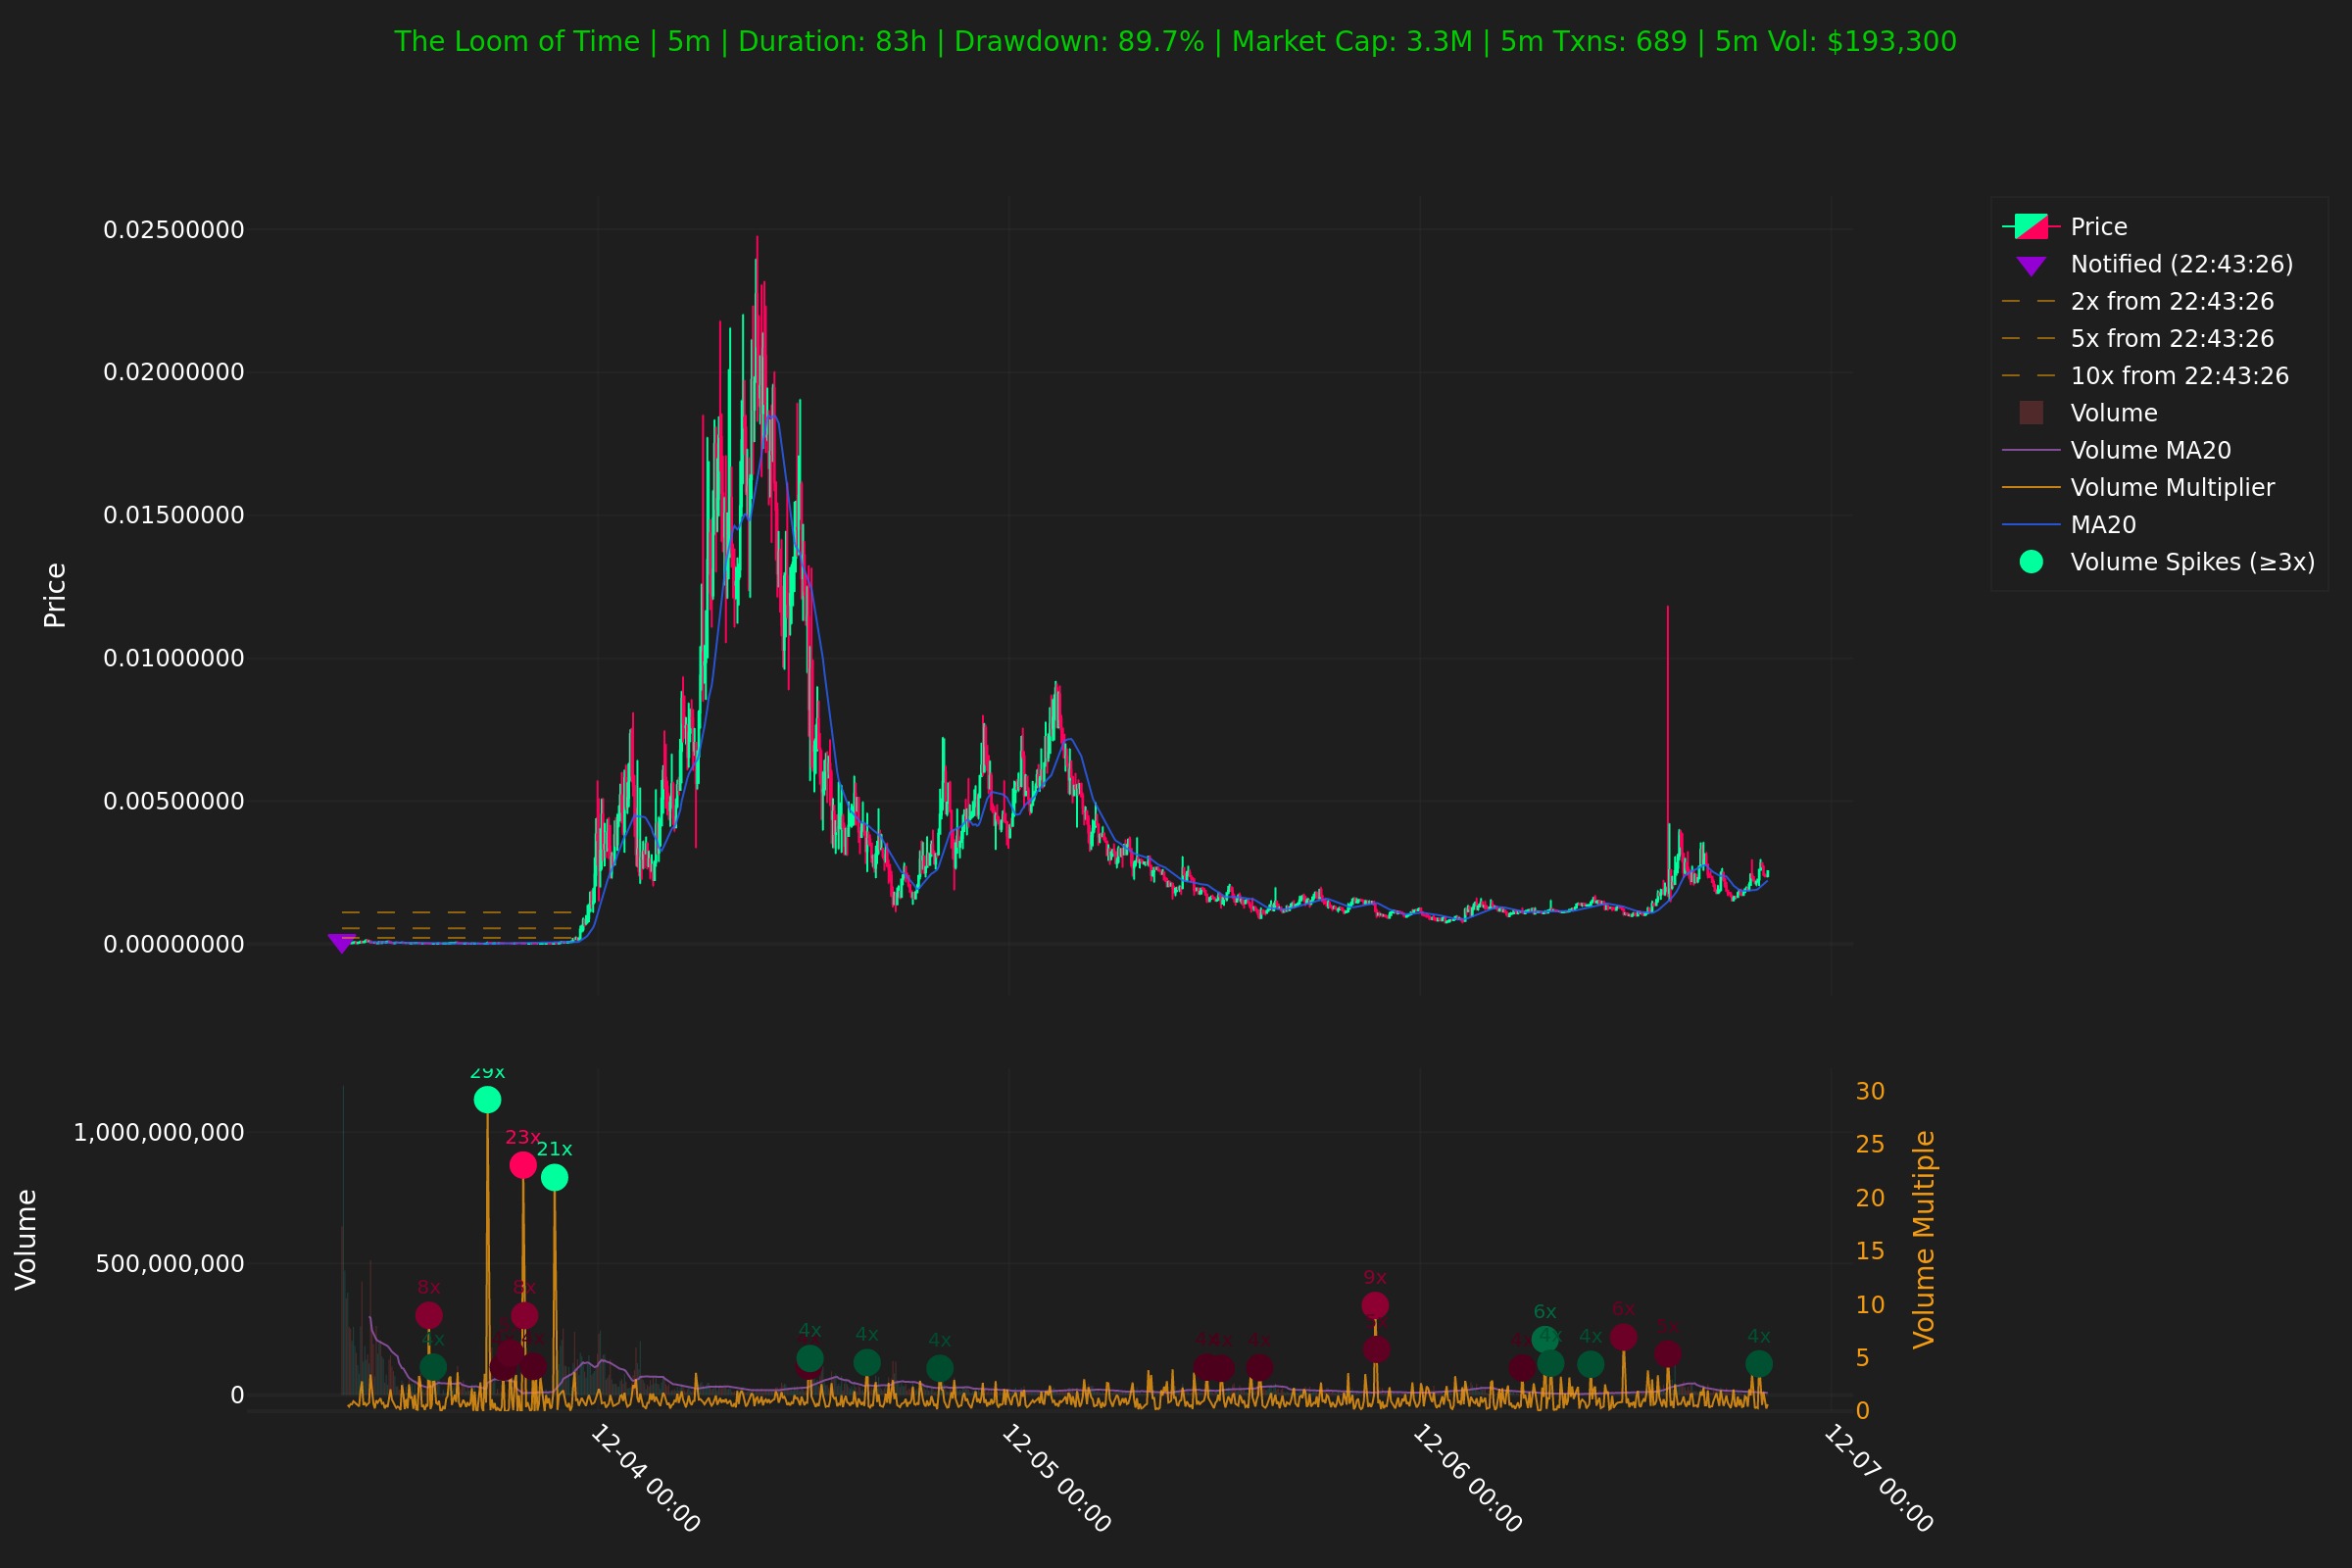 The Loom of Time | 5m | Duration: 83h | Drawdown: 89.7% | Market Cap: 3.3M | 5m Txns: 689 | 5m Vol: $193,300
0.02500000
0.02000000
0.01500000
0.01000000
0.00500000
0.00000000
Price
Price
Notified (22:43:26)
2x from 22:43:26
5x from 22:43:26
10x from 22:43:26
Volume
Volume MA20
Volume Multiplier
MA20
Volume Spikes (≥3x)
1,000,000,000
500,000,000
0
Volume
29x
23x
21x
8x
4x
8x
4x
4x
4x
4x
4x
9x
6x
4x
4x
6x
5x
4x
30
25
20
15
10
5
0
Volume Multiple
12-04 00:00
12-05 00:00
12-06 00:00
12-07 00:00